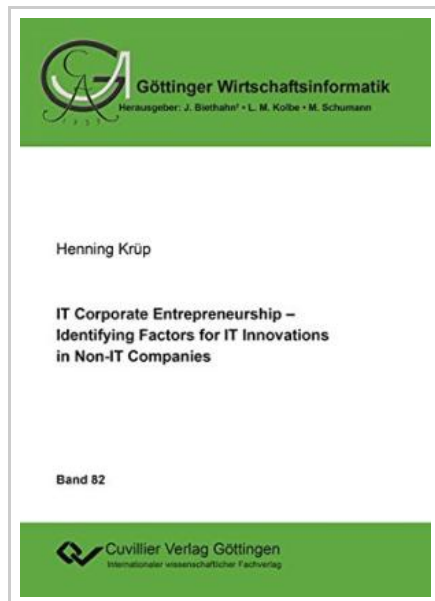 Göttinger Wirtschaftsinformatik
Herausgeber: J. Biethahn† • L. M. Kolbe • M. Schumann
Henning Krüp
IT Corporate Entrepreneurship –
Identifying Factors for IT Innovations
in Non-IT Companies
Band 82
Cuvillier Verlag Göttingen
Internationaler wissenschaftlicher Fachverlag